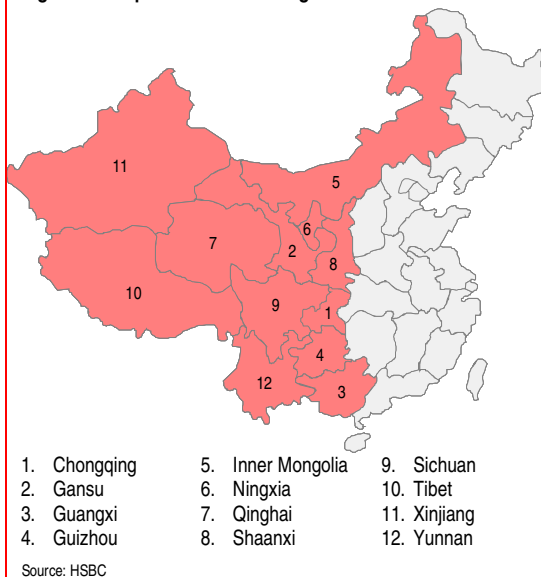 11
5
6
7
2
8
10
9
1
4
12
3
1. Chongqing 5. Inner Mongolia 9. Sichuan
2. Gansu 6. Ningxia 10. Tibet
3. Guangxi 7. Qinghai 11. Xinjiang
4. Guizhou 8. Shaanxi 12. Yunnan
Source: HSBC